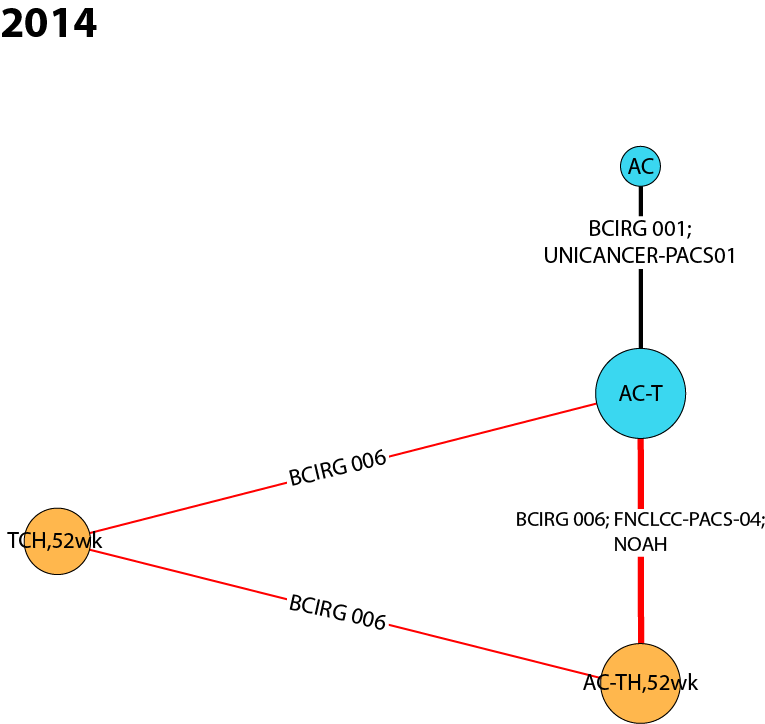 2014
AC
BCIRG 001;
UNICANCER-PACS01
AC-T
BCIRG 006
BCIRG 006; FNCLCC-PACS-04;
NOAH
TCH,52wk
BCIRG 006
AC-TH,52wk